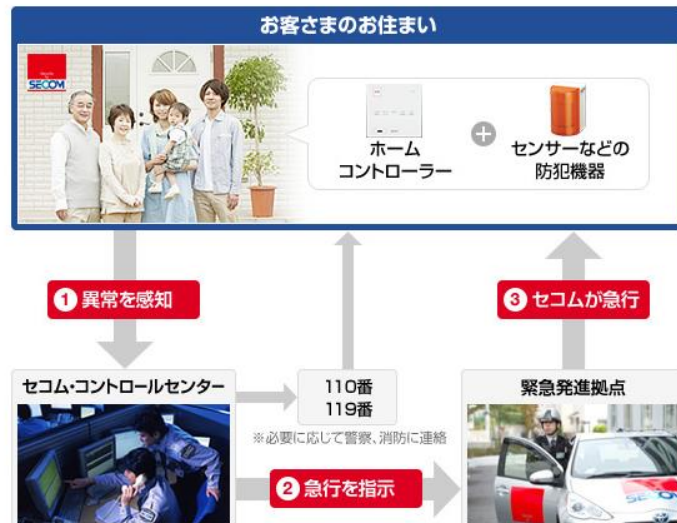 お客さまのお住まい
SECOM
ホーム
コントローラー
センサーなどの
防犯機器
1 異常を感知
3 セコムが急行
セコム・コントロールセンター
110番
119番
※必要に応じて警察、消防に連絡
緊急発進拠点
2 急行を指示
SECOM